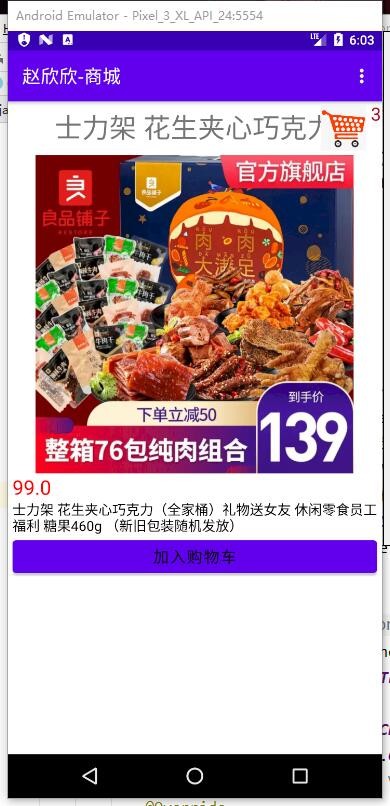 Android Emulator - Pixel_3_XL_API_24:5554
LTE 6:03
赵欣欣-商城
士力架 花生夹心巧克力
3
官方旗舰店
良品铺子
良品铺子
肉肉
大满足
下单立减50
到手价
整箱76包纯肉组合
139
99.0
士力架 花生夹心巧克力（全家桶）礼物送女友 休闲零食员工
福利 糖果460g （新旧包装随机发放）
加入购物车